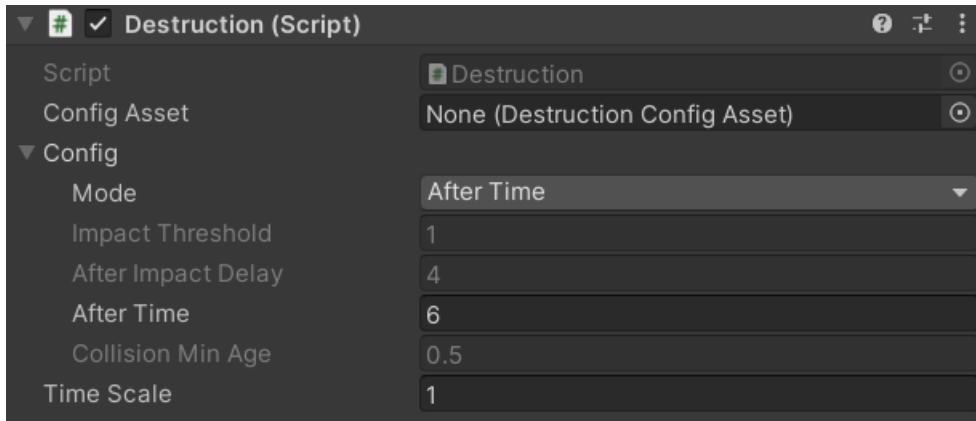 Destruction (Script)
Script Destruction
Config Asset None (Destruction Config Asset)
Config
Mode After Time
Impact Threshold 1
After Impact Delay 4
After Time 6
Collision Min Age 0.5
Time Scale 1